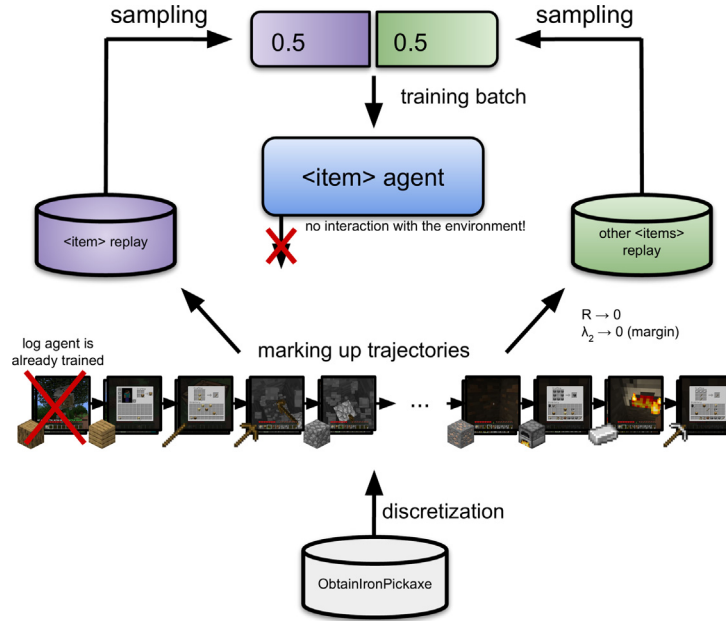 sampling
sampling
0.5
0.5
training batch
<item> agent
no interaction with the environment!
<item> replay
other <items>
replay
R → 0
λ₂ → 0 (margin)
log agent is
already trained
marking up trajectories
...
discretization
ObtainIronPickaxe